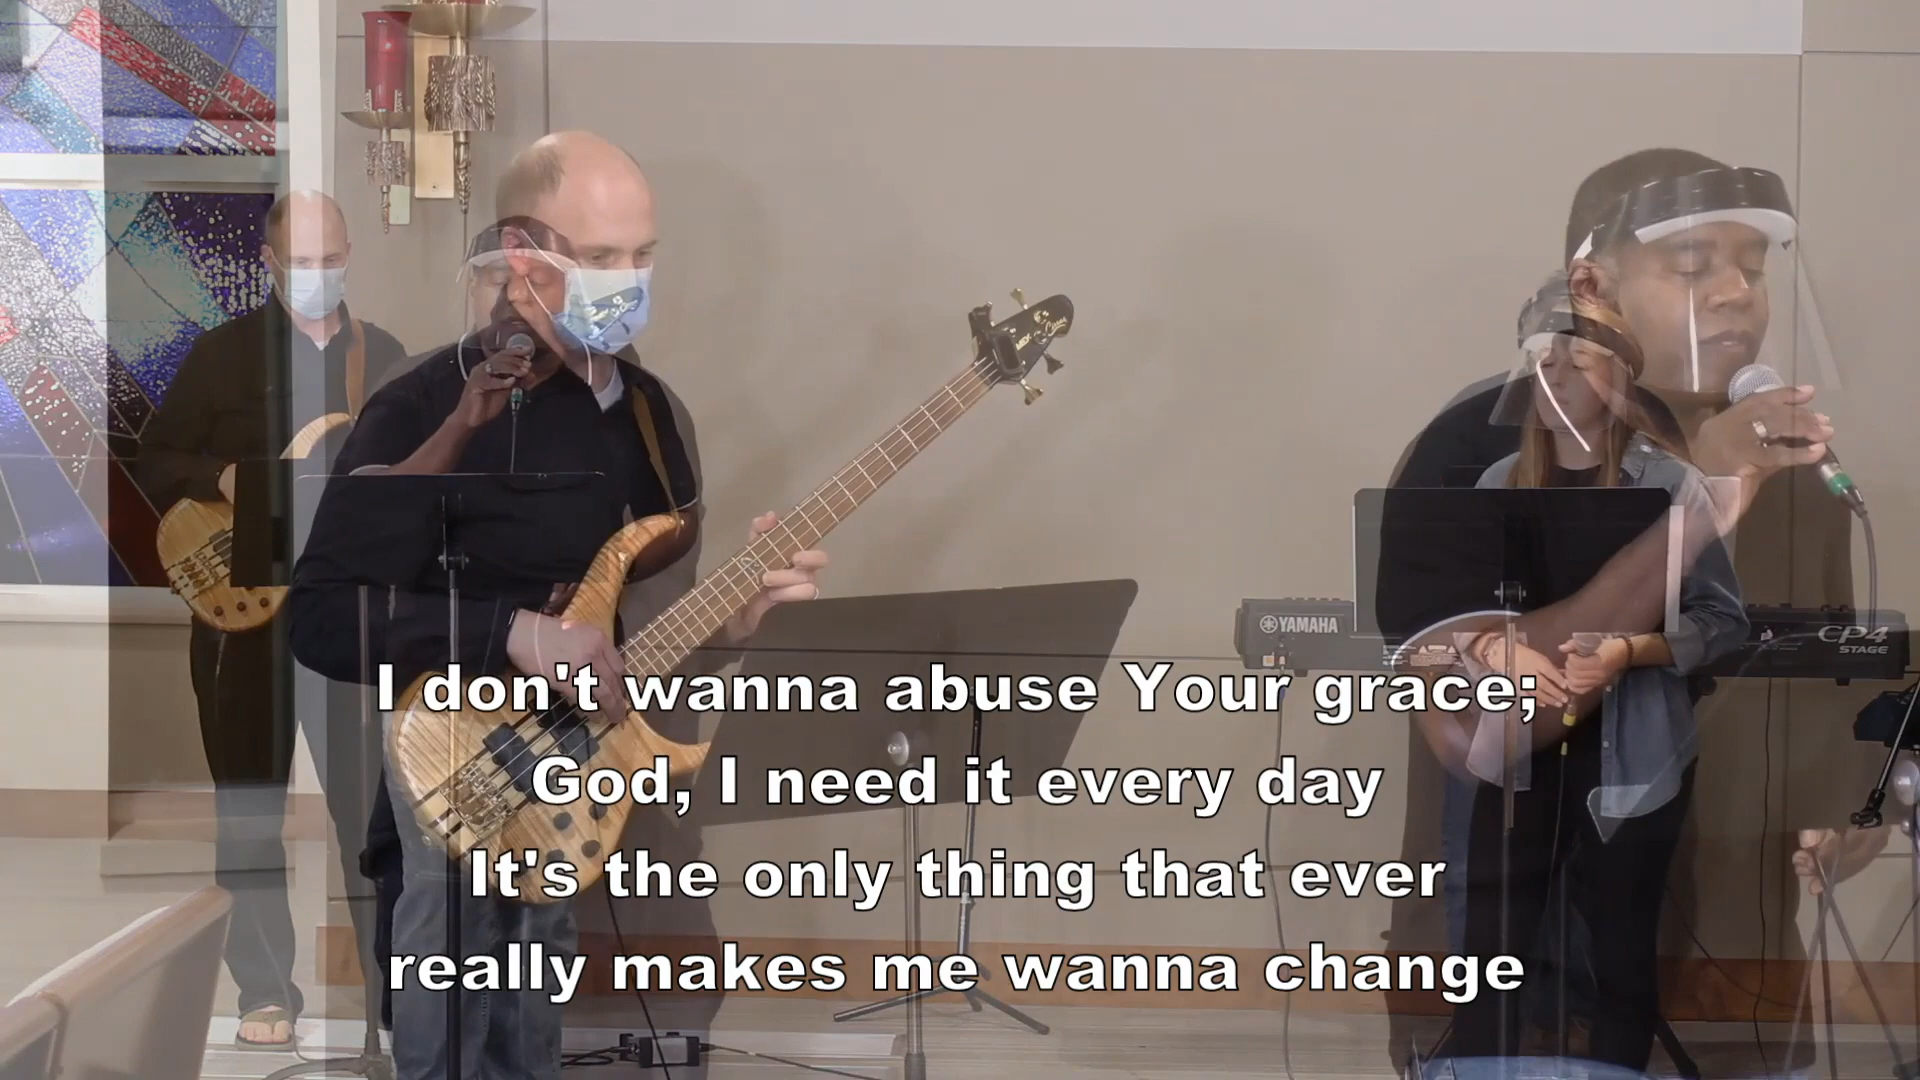 YAMAHA
CP4
STAGE
I don't wanna abuse Your grace;
God, I need it every day
It's the only thing that ever
really makes me wanna change